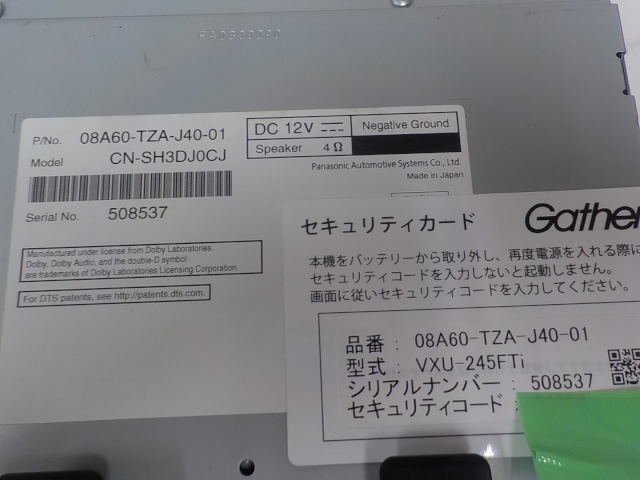 FA0600090
P/No. 08A60-TZA-J40-01
Model CN-SH3DJ0CJ
DC 12V Negative Ground
Speaker 4Ω
Panasonic Automotive Systems Co., Ltd.
Made in Japan
Serial No. 508537
Manufactured under license from Dolby Laboratories.
Dolby, Dolby Audio, and the double-D symbol
are trademarks of Dolby Laboratories Licensing Corporation.
For DTS patents, see http://patents.dts.com.
セキュリティカード Gather
本機をバッテリーから取り外し、再度電源を入れる際に
セキュリティコードを入力しないと起動しません。
画面に従いセキュリティコードを入力してください。
品番 : 08A60-TZA-J40-01
型式 : VXU-245FTi
シリアルナンバー : 508537
セキュリティコード :